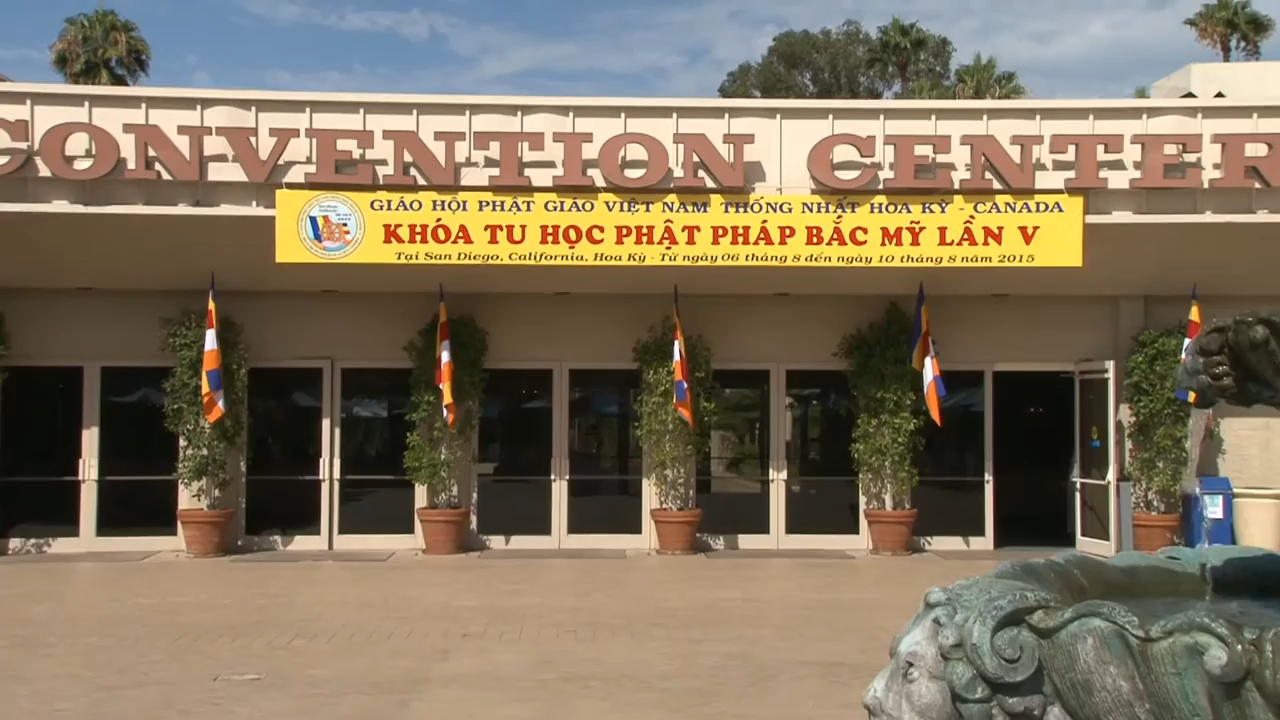 CONVENTION CENTER
GIÁO HỘI PHẬT GIÁO VIỆT NAM THỐNG NHẤT HOA KỲ - CANADA
KHÓA TU HỌC PHẬT PHÁP BẮC MỸ LẦN V
Tại San Diego, California, Hoa Kỳ - Từ ngày 06 tháng 8 đến ngày 10 tháng 8 năm 2015